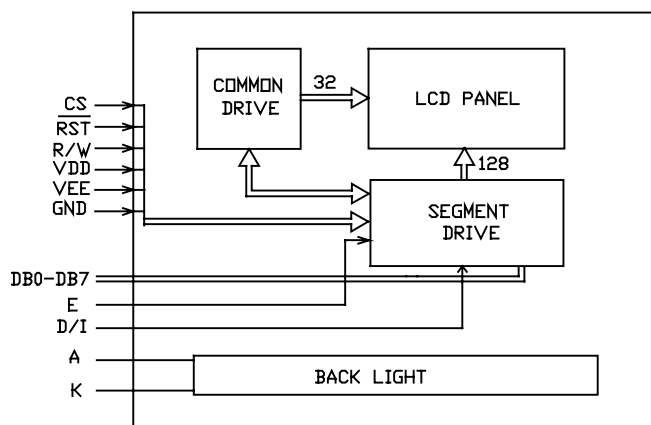 COMMON
DRIVE
32
LCD PANEL
128
SEGMENT
DRIVE
CS
RST
R/W
VDD
VEE
GND
DB0-DB7
E
D/I
A
K
BACK LIGHT